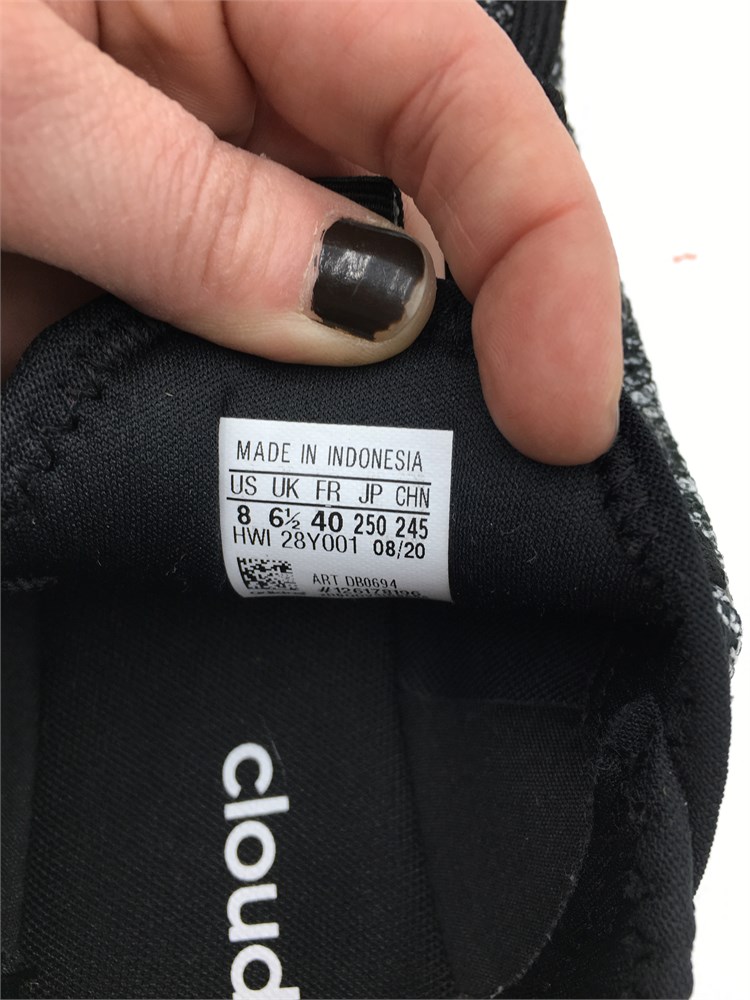 MADE IN INDONESIA
US UK FR JP CHN
8 6½ 40 250 245
HWI 28Y001 08/20
ART DB0694
cloud